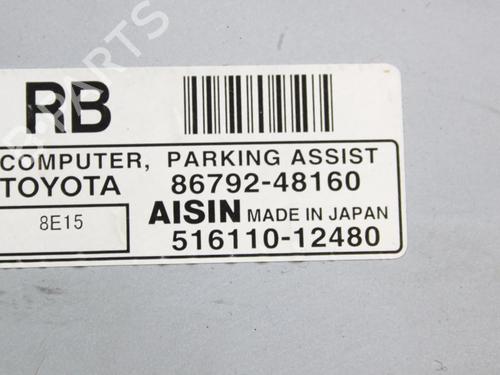 RB
COMPUTER, PARKING ASSIST
TOYOTA 86792-48160
8E15
AISIN MADE IN JAPAN
516110-12480